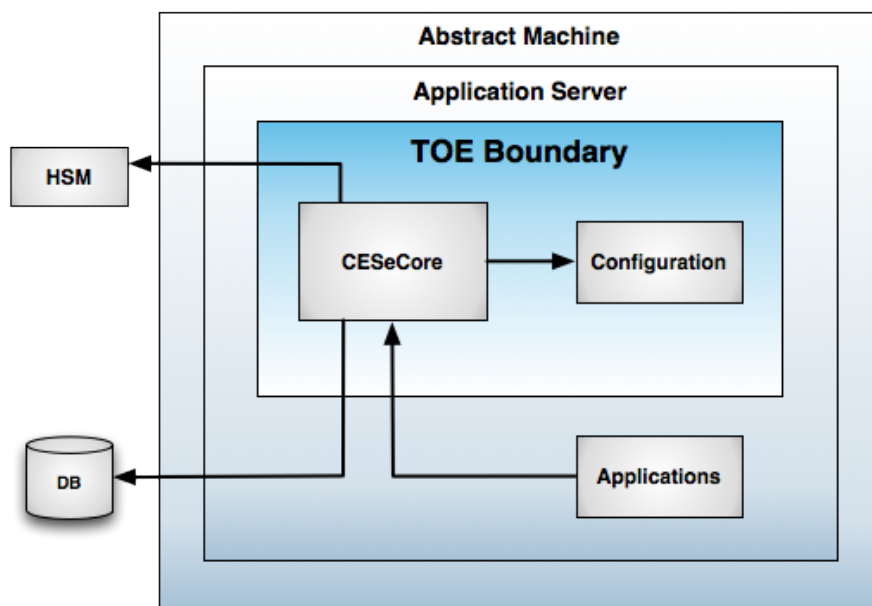 Abstract Machine
Application Server
TOE Boundary
HSM
CESeCore
Configuration
DB
Applications